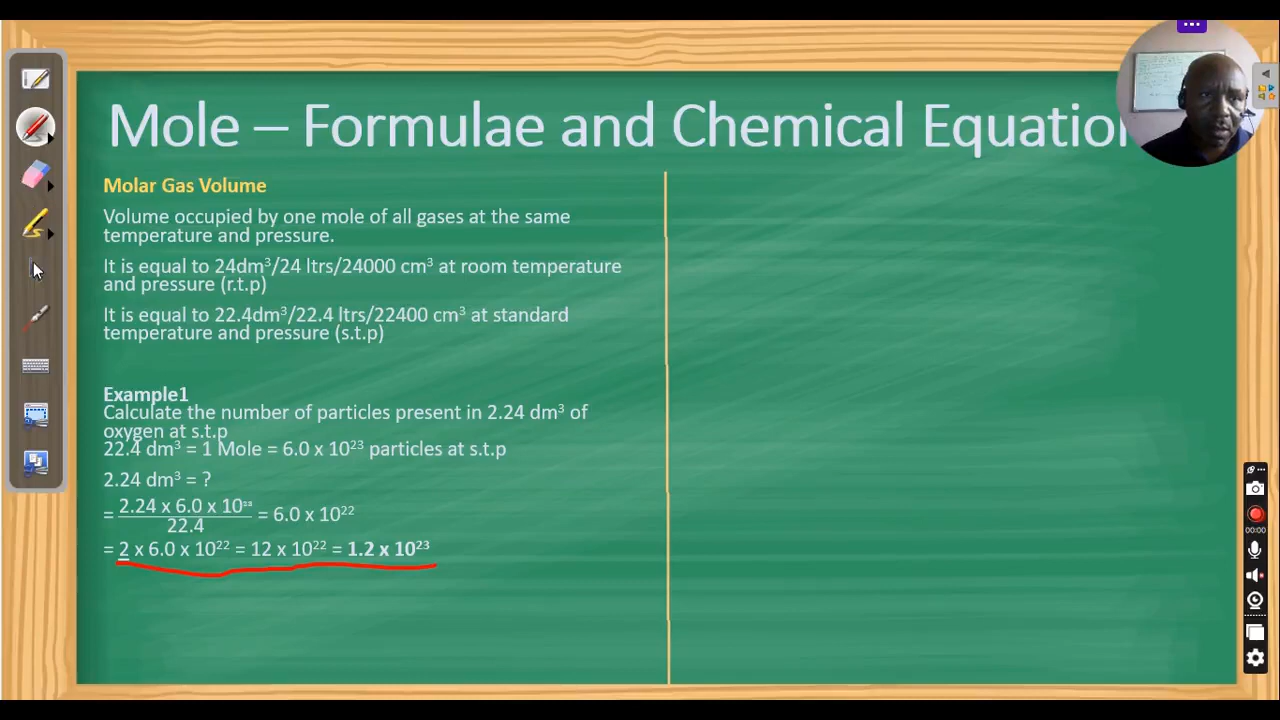 Mole – Formulae and Chemical Equation
Molar Gas Volume
Volume occupied by one mole of all gases at the same
temperature and pressure.
It is equal to 24dm³/24 ltrs/24000 cm³ at room temperature
and pressure (r.t.p)
It is equal to 22.4dm³/22.4 ltrs/22400 cm³ at standard
temperature and pressure (s.t.p)
Example1
Calculate the number of particles present in 2.24 dm³ of
oxygen at s.t.p
22.4 dm³ = 1 Mole = 6.0 x 10²³ particles at s.t.p
2.24 dm³ = ?
= 2.24 x 6.0 x 10²³ = 6.0 x 10²²
22.4
= 2 x 6.0 x 10²² = 12 x 10²² = 1.2 x 10²³
00:00